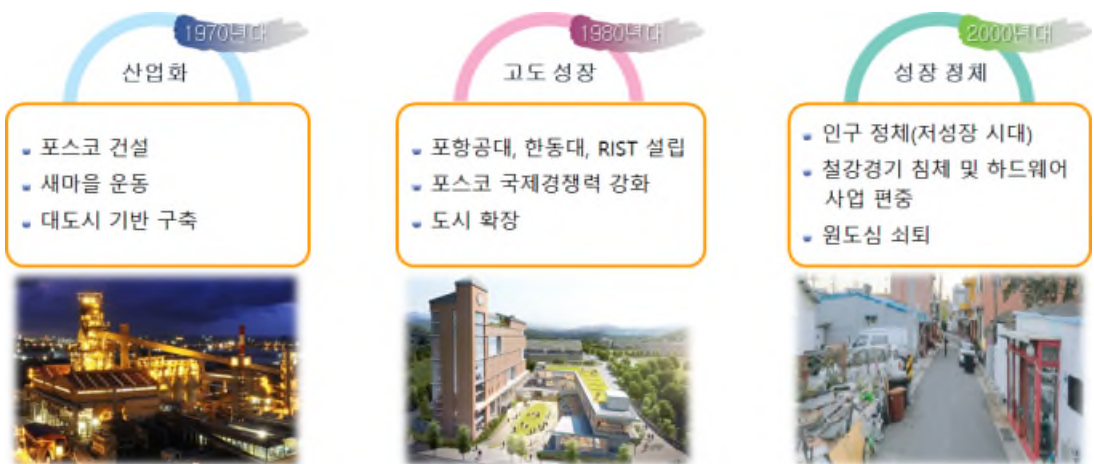 1970년대
산업화
포스코 건설
새마을 운동
대도시 기반 구축
1980년대
고도 성장
포항공대, 한동대, RIST 설립
포스코 국제경쟁력 강화
도시 확장
2000년대
성장 정체
인구 정체(저성장 시대)
철강경기 침체 및 하드웨어
사업 편중
원도심 쇠퇴